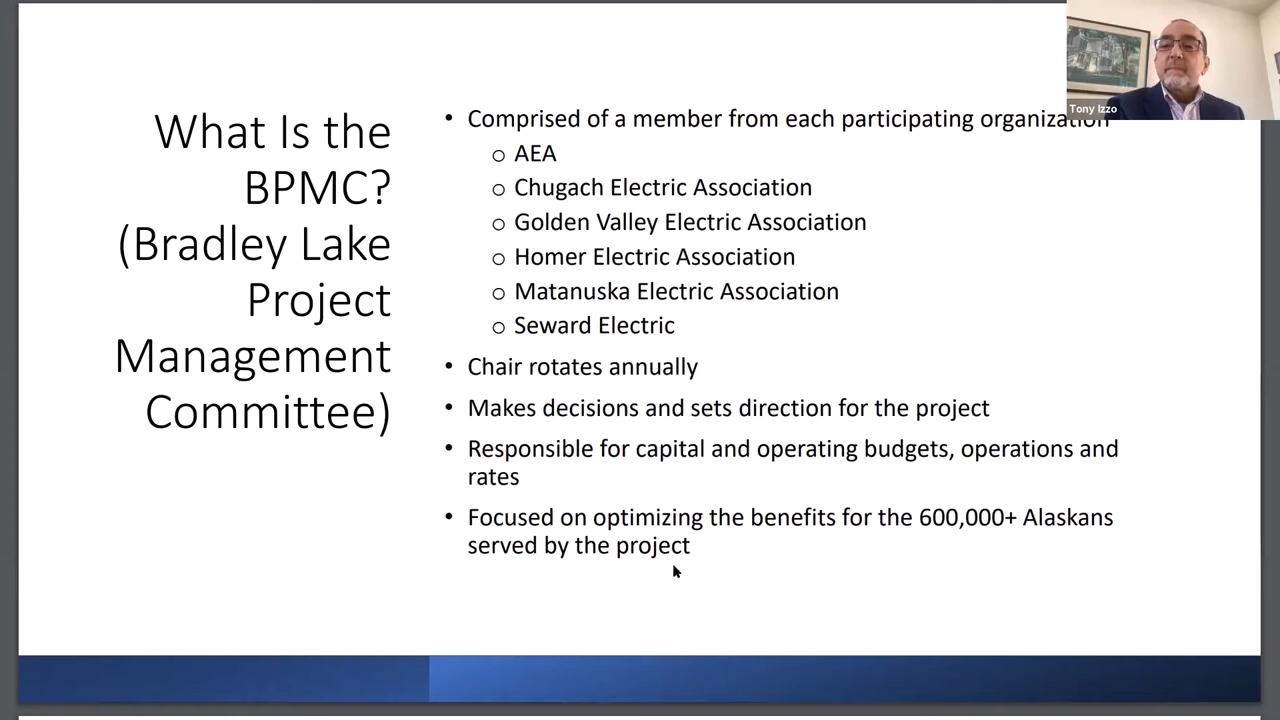 What Is the
BPMC?
(Bradley Lake
Project
Management
Committee)
• Comprised of a member from each participating organization
o AEA
o Chugach Electric Association
o Golden Valley Electric Association
o Homer Electric Association
o Matanuska Electric Association
o Seward Electric
• Chair rotates annually
• Makes decisions and sets direction for the project
• Responsible for capital and operating budgets, operations and
rates
• Focused on optimizing the benefits for the 600,000+ Alaskans
served by the project
Tony Izzo